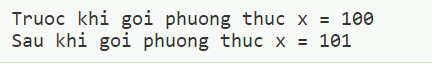 Truoc khi goi phuong thuc x = 100
Sau khi goi phuong thuc x = 101